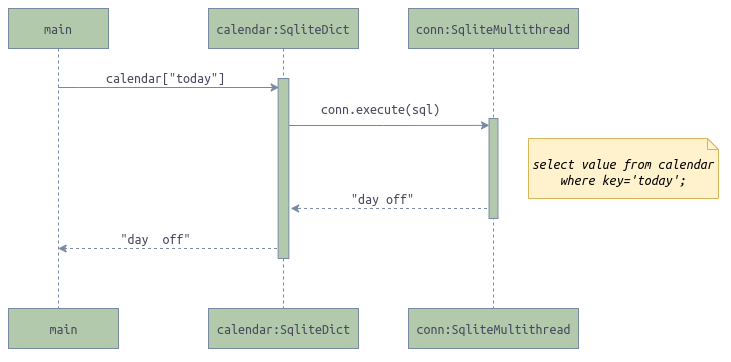 main
calendar:SqliteDict
conn:SqliteMultithread
calendar["today"]
conn.execute(sql)
select value from calendar
where key='today';
"day off"
"day  off"
main
calendar:SqliteDict
conn:SqliteMultithread